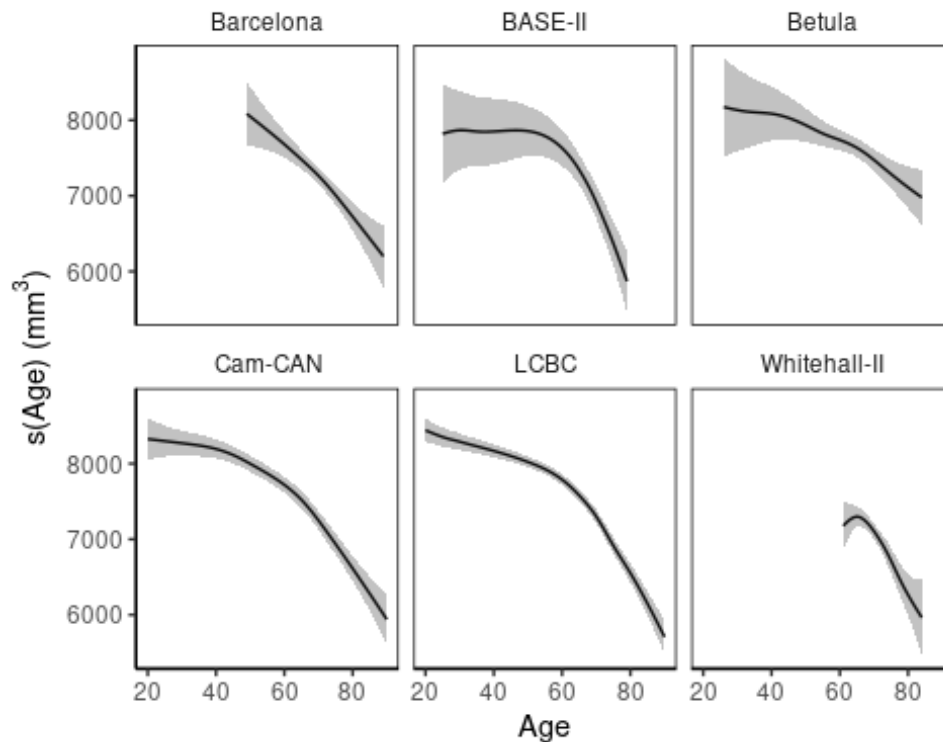 Barcelona BASE-II Betula
8000
7000
6000
Cam-CAN LCBC Whitehall-II
8000
7000
6000
s(Age) (mm³)
20 40 60 80 20 40 60 80 20 40 60 80
Age